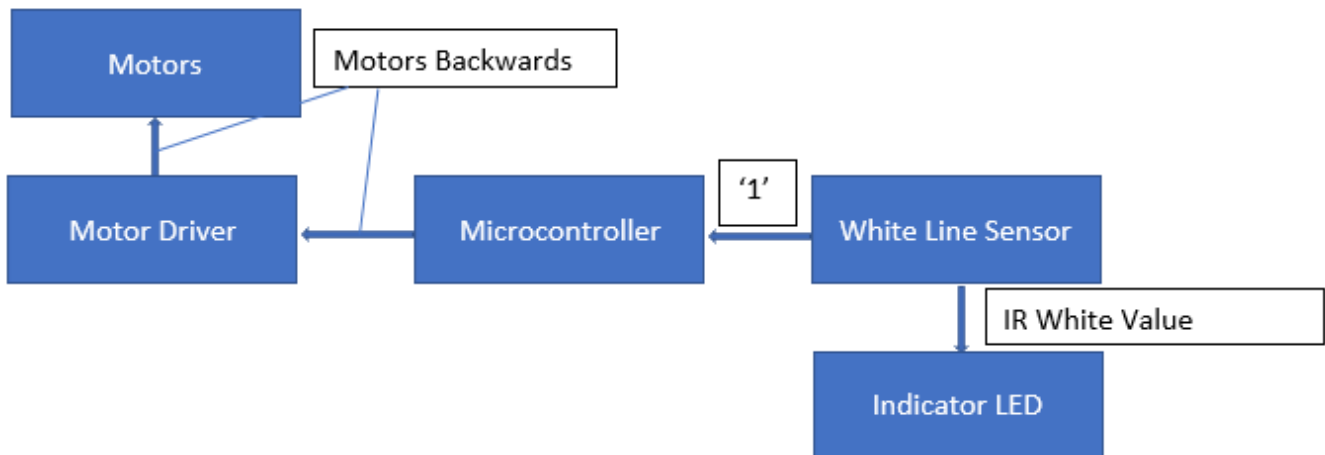 Motors
Motors Backwards
Motor Driver
Microcontroller
‘1’
White Line Sensor
IR White Value
Indicator LED